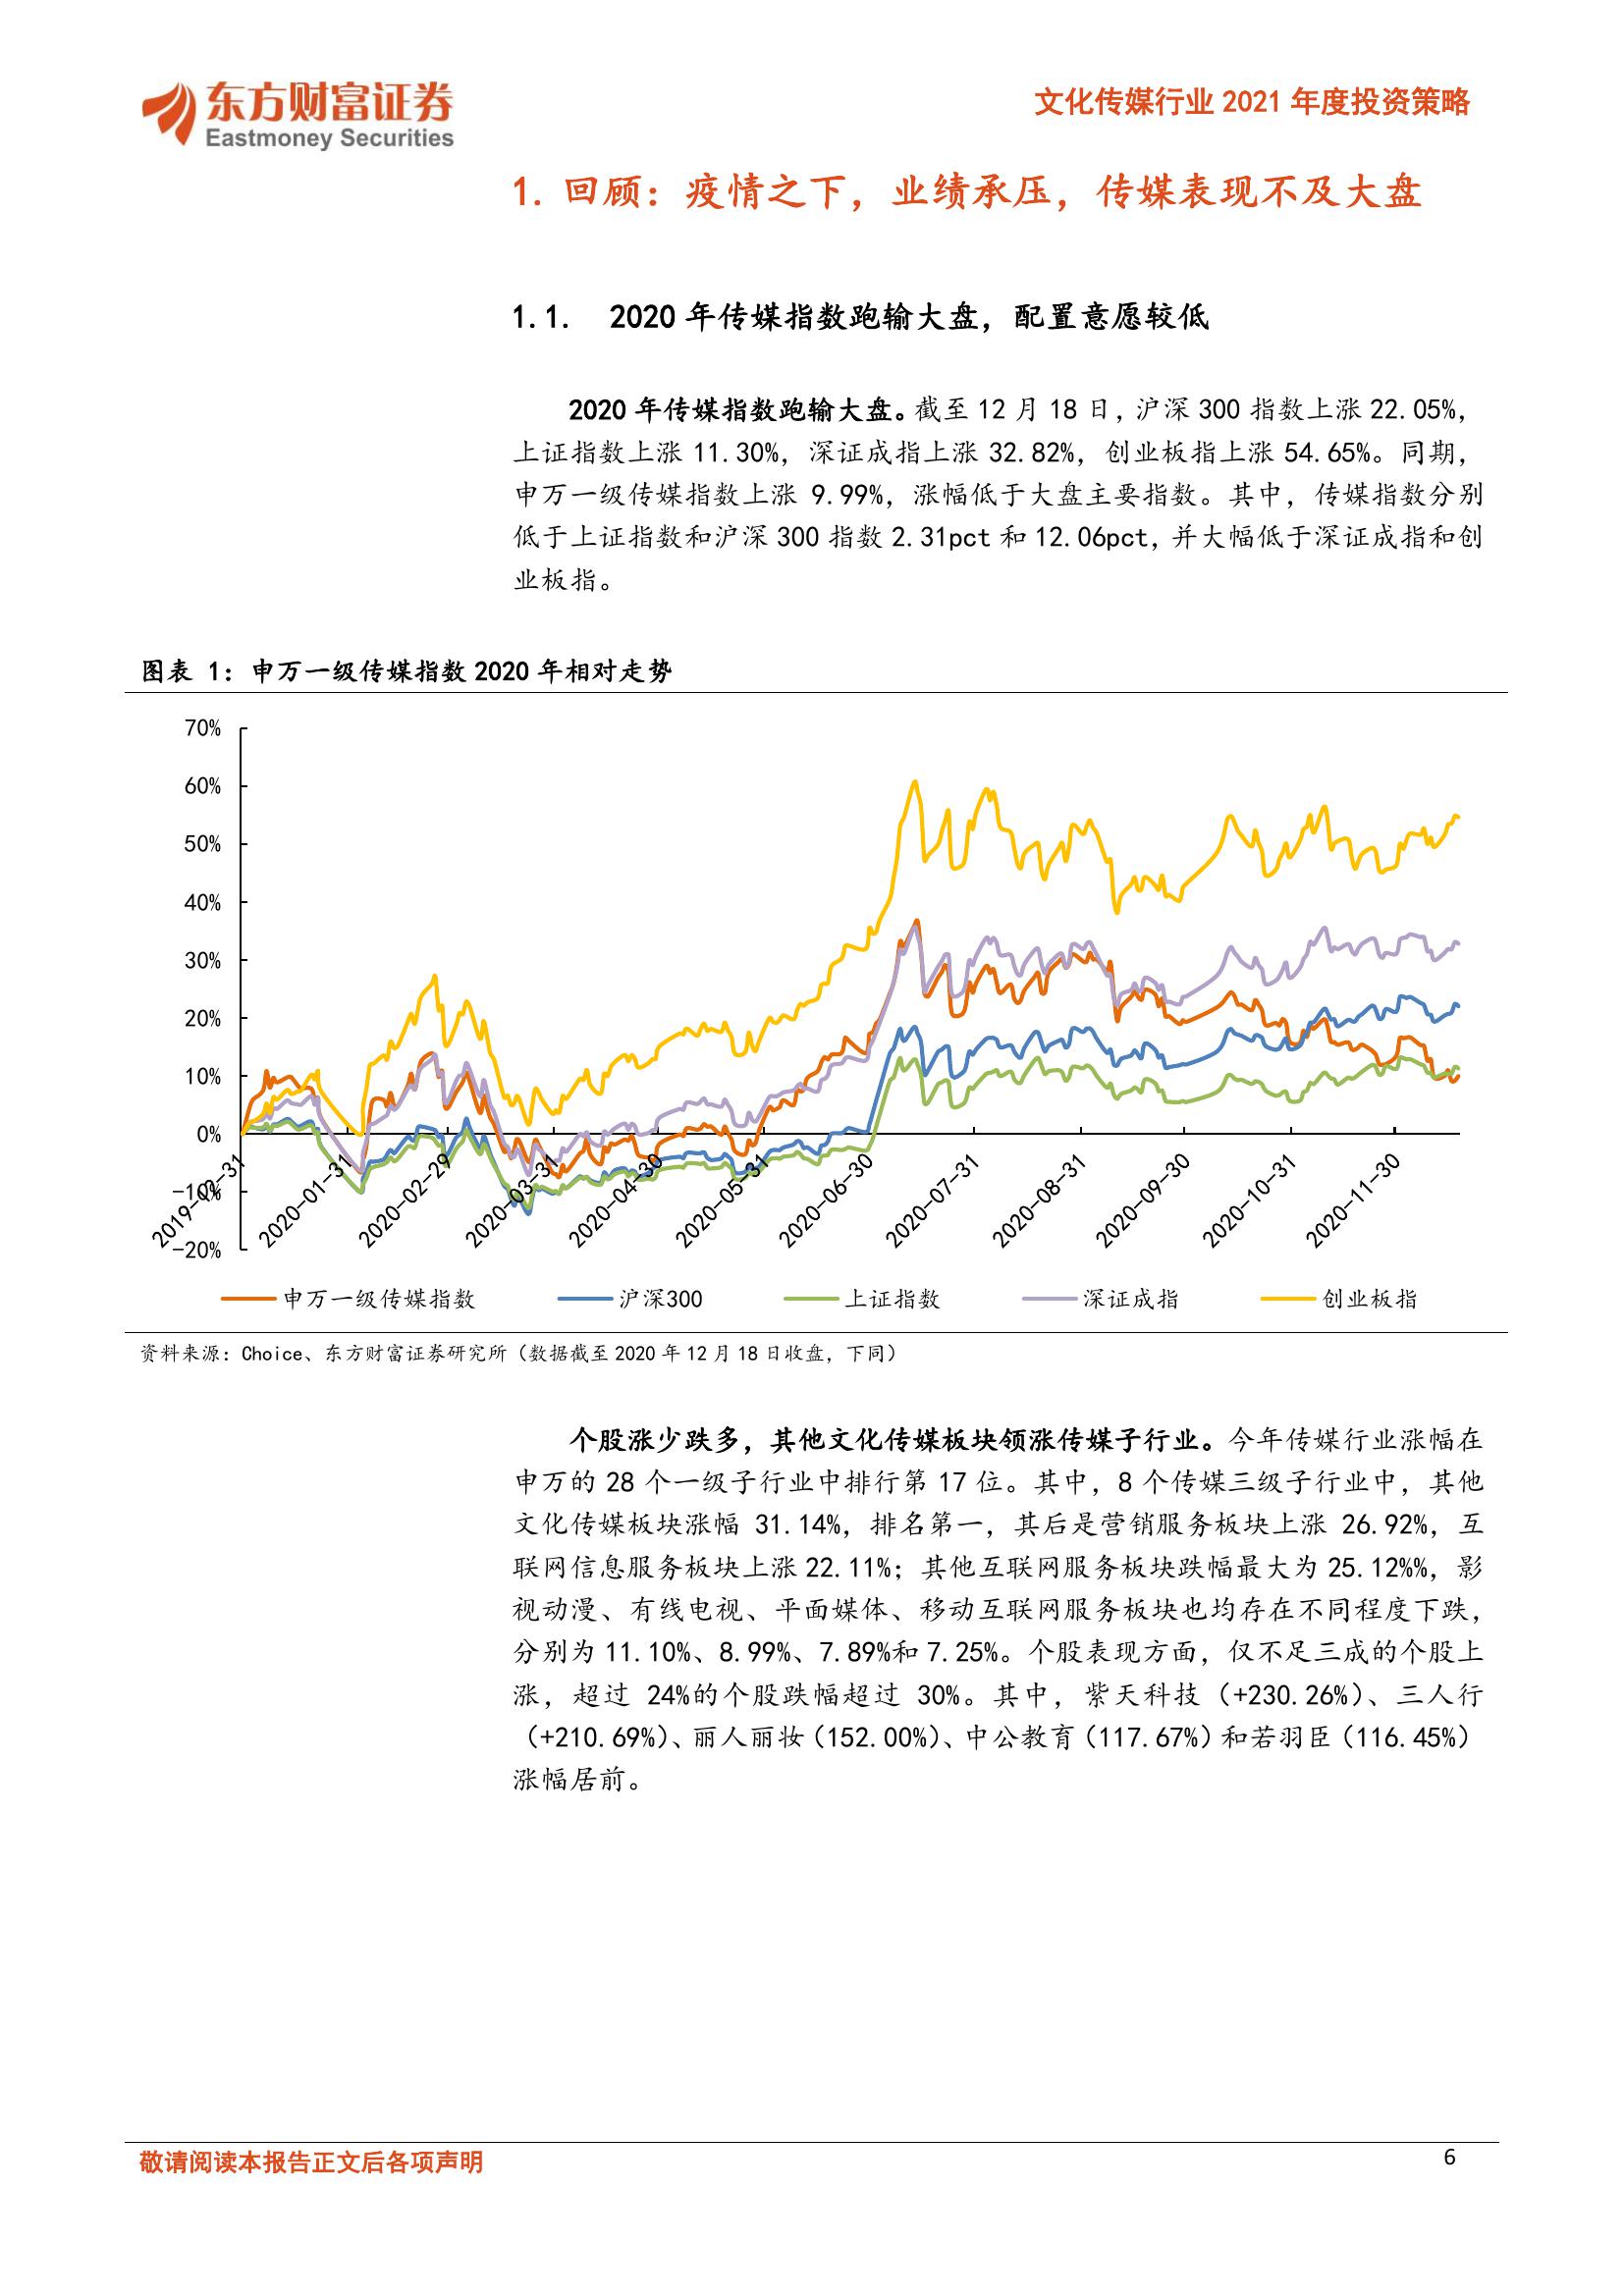 东方财富证券
Eastmoney Securities
文化传媒行业 2021 年度投资策略
1. 回顾：疫情之下，业绩承压，传媒表现不及大盘
1.1. 2020 年传媒指数跑输大盘，配置意愿较低
2020 年传媒指数跑输大盘。截至 12 月 18 日，沪深 300 指数上涨 22.05%，
上证指数上涨 11.30%，深证成指上涨 32.82%，创业板指上涨 54.65%。同期，
申万一级传媒指数上涨 9.99%，涨幅低于大盘主要指数。其中，传媒指数分别
低于上证指数和沪深 300 指数 2.31pct 和 12.06pct，并大幅低于深证成指和创
业板指。
图表 1：申万一级传媒指数 2020 年相对走势
70%
60%
50%
40%
30%
20%
10%
0%
-10%
-20%
2019-12-31
2020-01-31
2020-02-29
2020-03-31
2020-04-30
2020-05-31
2020-06-30
2020-07-31
2020-08-31
2020-09-30
2020-10-31
2020-11-30
申万一级传媒指数 沪深300 上证指数 深证成指 创业板指
资料来源：Choice、东方财富证券研究所（数据截至 2020 年 12 月 18 日收盘，下同）
个股涨少跌多，其他文化传媒板块领涨传媒子行业。今年传媒行业涨幅在
申万的 28 个一级子行业中排行第 17 位。其中，8 个传媒三级子行业中，其他
文化传媒板块涨幅 31.14%，排名第一，其后是营销服务板块上涨 26.92%，互
联网信息服务板块上涨 22.11%；其他互联网服务板块跌幅最大为 25.12%%，影
视动漫、有线电视、平面媒体、移动互联网服务板块也均存在不同程度下跌，
分别为 11.10%、8.99%、7.89%和 7.25%。个股表现方面，仅不足三成的个股上
涨，超过 24%的个股跌幅超过 30%。其中，紫天科技（+230.26%）、三人行
（+210.69%）、丽人丽妆（152.00%）、中公教育（117.67%）和若羽臣（116.45%）
涨幅居前。
敬请阅读本报告正文后各项声明
6